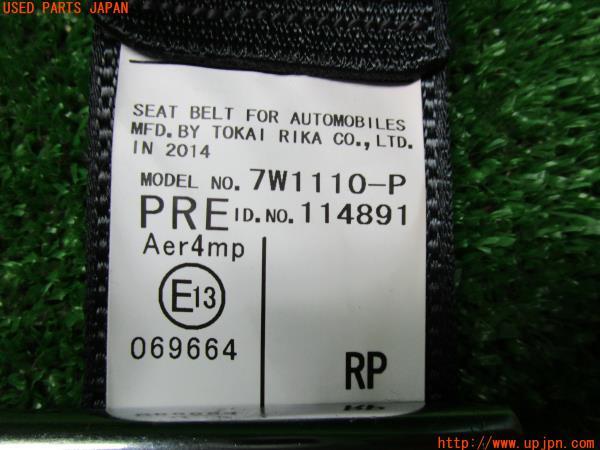 USED PARTS JAPAN
SEAT BELT FOR AUTOMOBILES
MFD. BY TOKAI RIKA CO., LTD.
IN 2014
MODEL NO. 7W1110-P
PRE ID.NO. 114891
Aer4mp
E13
069664
RP
http://www.upjpn.com